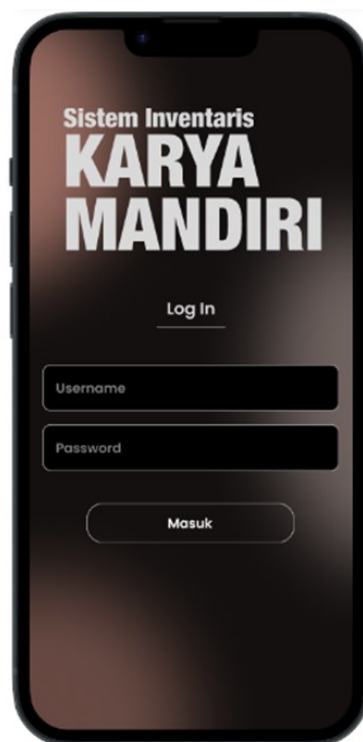 Sistem Inventaris
KARYA
MANDIRI
Log In
Username
Password
Masuk